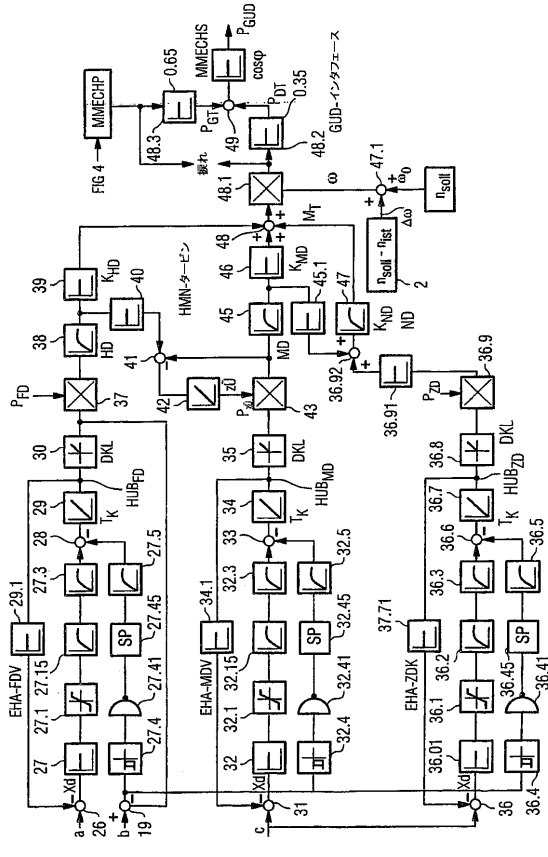 FIG 4
MMECHP
48.3
0.65
MMECHS
P_GUD
cosφ
P_GT
49
P_DT
0.35
48.2
GUD-インタフェース
捩れ
48.1
ω
47.1
ω₀
n_soll
Δω
n_soll − n_ist
2
M_T
48
HMN-タービン
39
K_HD
40
46
K_MD
45.1
47
K_ND
ND
38
HD
41
45
MD
36.92
36.91
42
zÜ
P_FD
37
P_zÜ
43
P_ZD
36.9
30
DKL
35
DKL
36.8
DKL
HUB_FD
HUB_MD
HUB_ZD
29.1
29
T_K
28
34.1
34
T_K
33
37.71
36.7
T_K
36.6
EHA-FDV
27.3
27.5
27.15
27.45
SP
27.1
27.41
27
27.4
Xd
26
a
b
19
EHA-MDV
32.3
32.5
32.15
32.45
SP
32.1
32.41
32
32.4
Xd
31
c
EHA-ZDK
36.3
36.5
36.2
36.45
SP
36.1
36.41
36.01
36.4
Xd
36